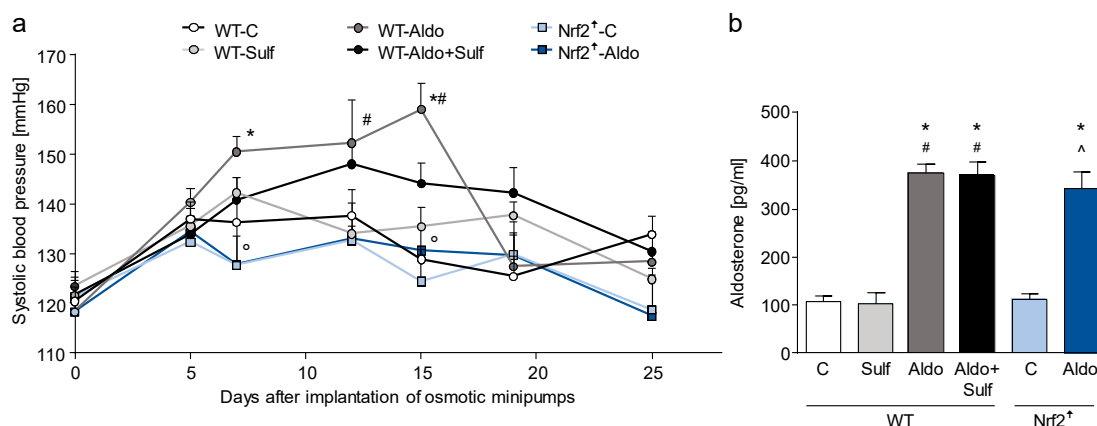 a
WT-C
WT-Aldo
Nrf2↑-C
WT-Sulf
WT-Aldo+Sulf
Nrf2↑-Aldo
Systolic blood pressure [mmHg]
170
160
150
140
130
120
110
*
#
*#
°
°
0
5
10
15
20
25
Days after implantation of osmotic minipumps
b
Aldosterone [pg/ml]
500
400
300
200
100
0
* * *
# # ^
C Sulf Aldo Aldo+ C Aldo
Sulf
WT Nrf2↑